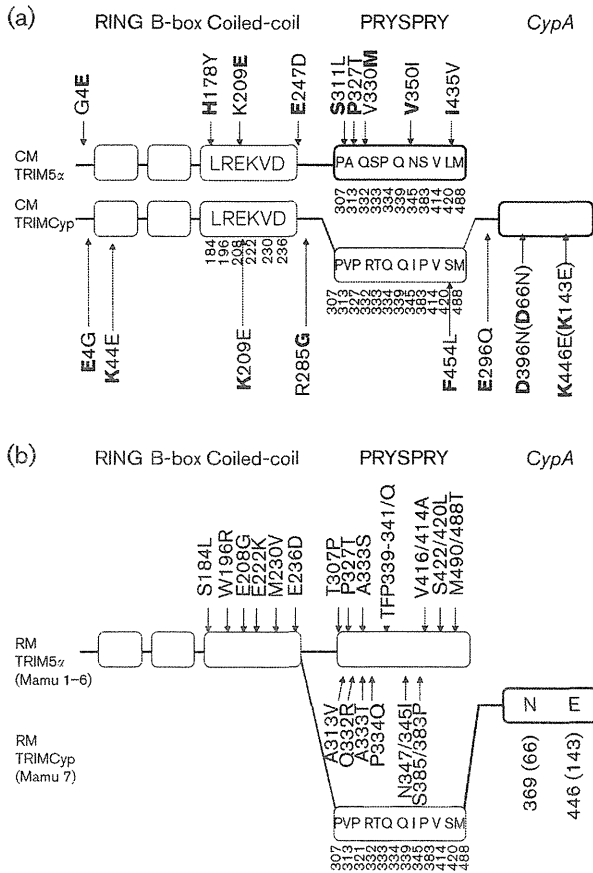 (a)
RING B-box Coiled-coil PRYSPRY CypA
G4E H178Y K209E E247D S311L P327T V330M V350I I435V
CM
TRIM5α
LREKVD
PA QSP Q NS V LM
307 313 332 333 334 339 345 383 414 420 488
CM
TRIMCyp
LREKVD
184 196 208 222 230 236
PVP RTQ Q I P V SM
307 313 327 332 333 334 339 345 383 414 420 488
E4G K44E K209E R285G F454L E296Q D396N(D66N) K446E(K143E)
(b)
RING B-box Coiled-coil PRYSPRY CypA
S184L W196R E208G E222K M230V E236D T307P P327T A333S TFP339-341/Q V416/414A S422/420L M490/488T
RM
TRIM5α
(Mamu 1–6)
A313V Q332R A333T P334Q N347/345I S385/383P
RM
TRIMCyp
(Mamu 7)
N E
369 (66) 446 (143)
PVP RTQ Q I P V SM
307 313 321 332 333 334 339 345 383 414 420 488